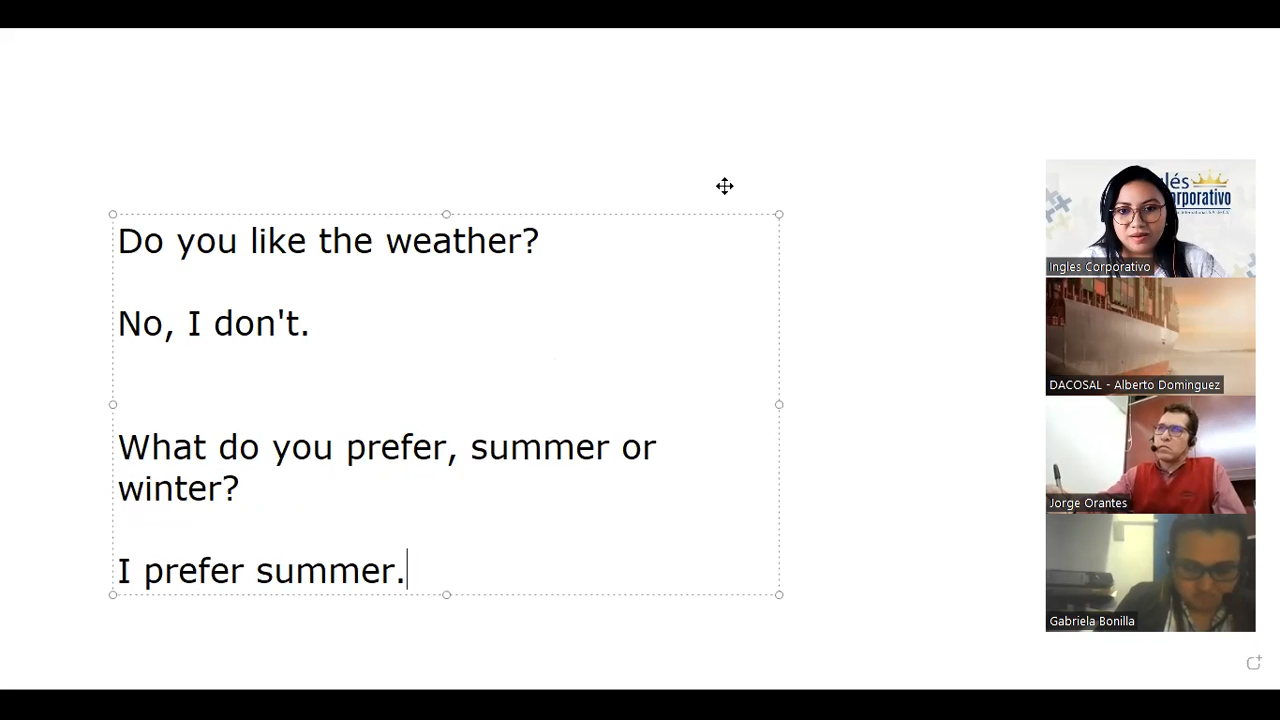 Do you like the weather?
No, I don't.
What do you prefer, summer or
winter?
I prefer summer.
Ingles Corporativo
DACOSAL - Alberto Dominguez
Jorge Orantes
Gabriela Bonilla